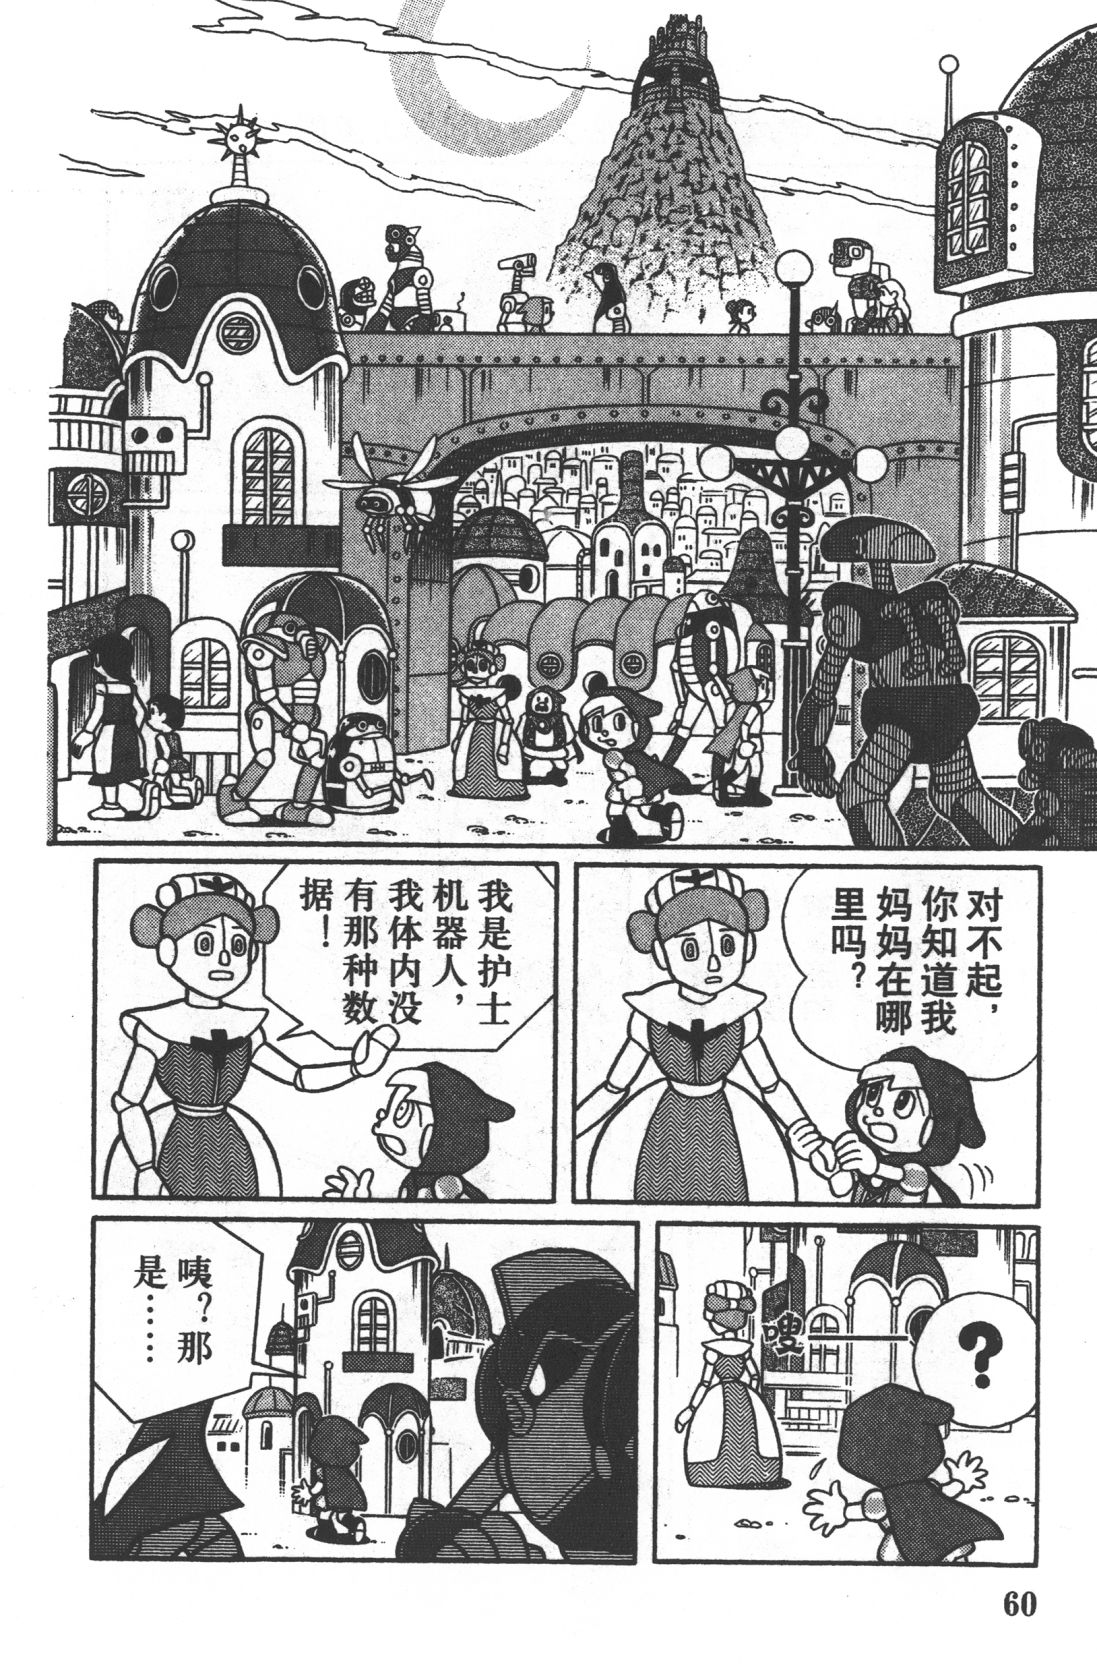 对不起,
你知道我
妈妈在哪
里吗?
我是护士
机器人,
我体内没
有那种数
据!
嗖
?
咦?那
是……
60